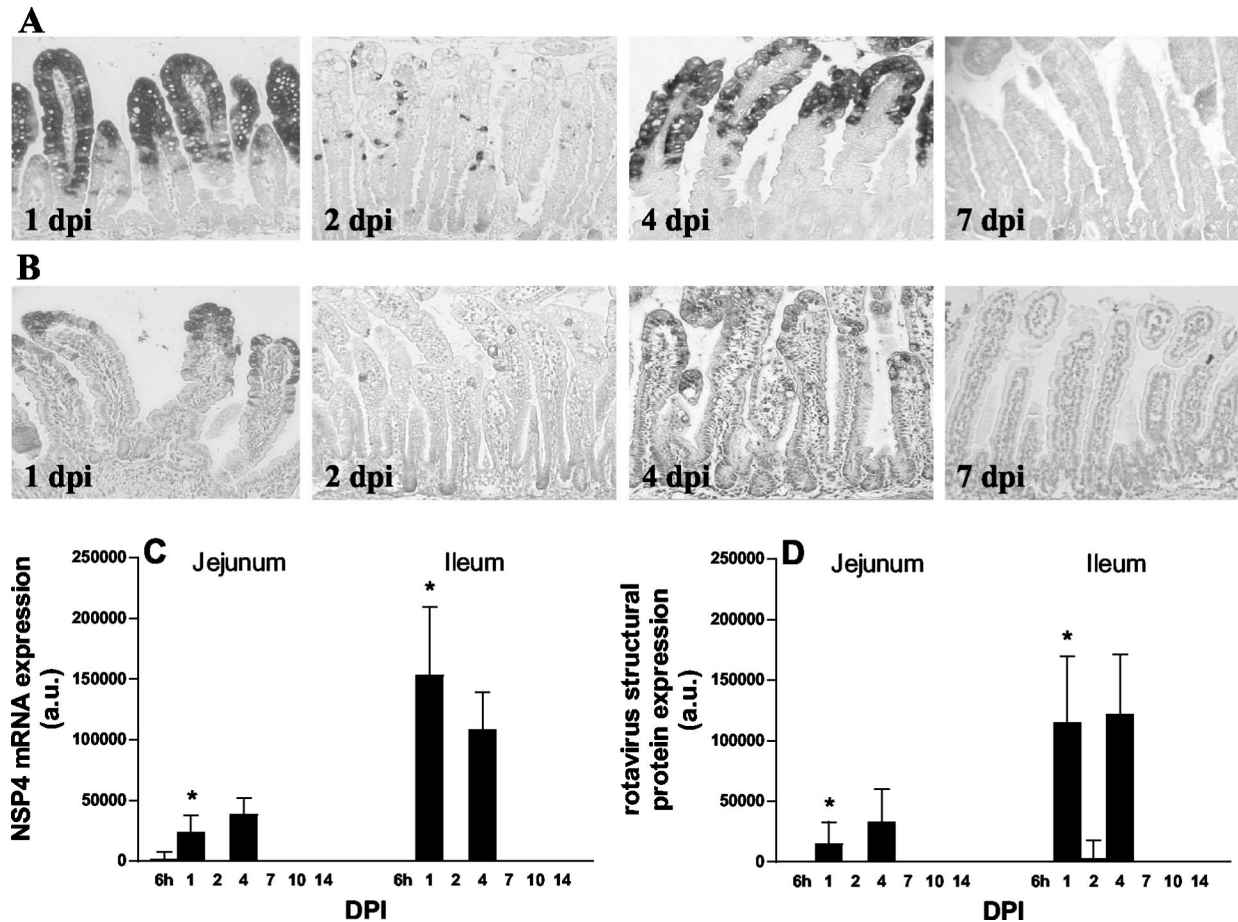 A
1 dpi 2 dpi 4 dpi 7 dpi
B
1 dpi 2 dpi 4 dpi 7 dpi
C
Jejunum Ileum
NSP4 mRNA expression
(a.u.)
250000
200000
150000
100000
50000
0
* *
6h 1 2 4 7 10 14 6h 1 2 4 7 10 14
DPI
D
Jejunum Ileum
rotavirus structural
protein expression
(a.u.)
250000
200000
150000
100000
50000
0
* *
6h 1 2 4 7 10 14 6h 1 2 4 7 10 14
DPI